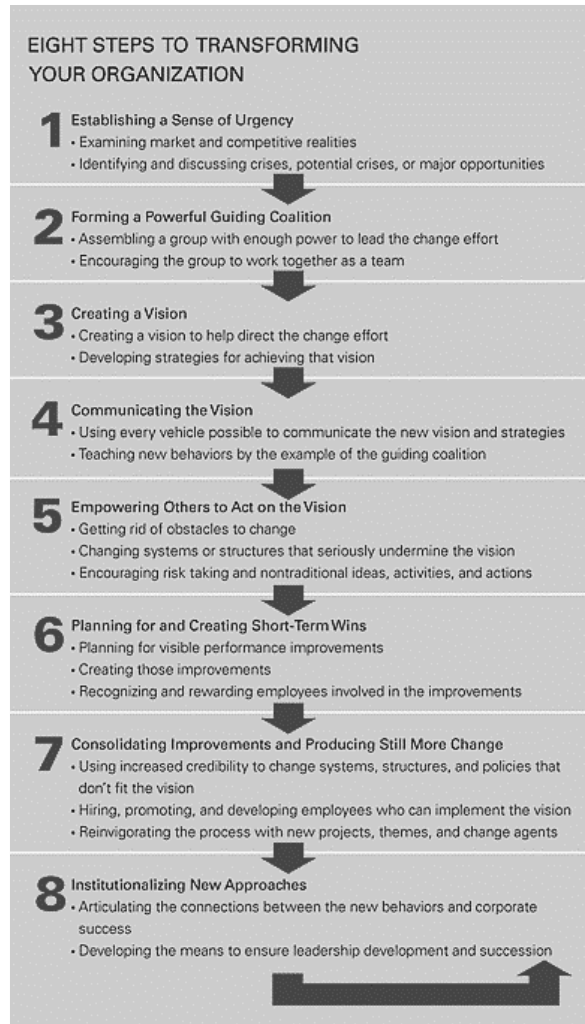 EIGHT STEPS TO TRANSFORMING
YOUR ORGANIZATION
1 Establishing a Sense of Urgency
• Examining market and competitive realities
• Identifying and discussing crises, potential crises, or major opportunities
2 Forming a Powerful Guiding Coalition
• Assembling a group with enough power to lead the change effort
• Encouraging the group to work together as a team
3 Creating a Vision
• Creating a vision to help direct the change effort
• Developing strategies for achieving that vision
4 Communicating the Vision
• Using every vehicle possible to communicate the new vision and strategies
• Teaching new behaviors by the example of the guiding coalition
5 Empowering Others to Act on the Vision
• Getting rid of obstacles to change
• Changing systems or structures that seriously undermine the vision
• Encouraging risk taking and nontraditional ideas, activities, and actions
6 Planning for and Creating Short-Term Wins
• Planning for visible performance improvements
• Creating those improvements
• Recognizing and rewarding employees involved in the improvements
7 Consolidating Improvements and Producing Still More Change
• Using increased credibility to change systems, structures, and policies that
don't fit the vision
• Hiring, promoting, and developing employees who can implement the vision
• Reinvigorating the process with new projects, themes, and change agents
8 Institutionalizing New Approaches
• Articulating the connections between the new behaviors and corporate
success
• Developing the means to ensure leadership development and succession